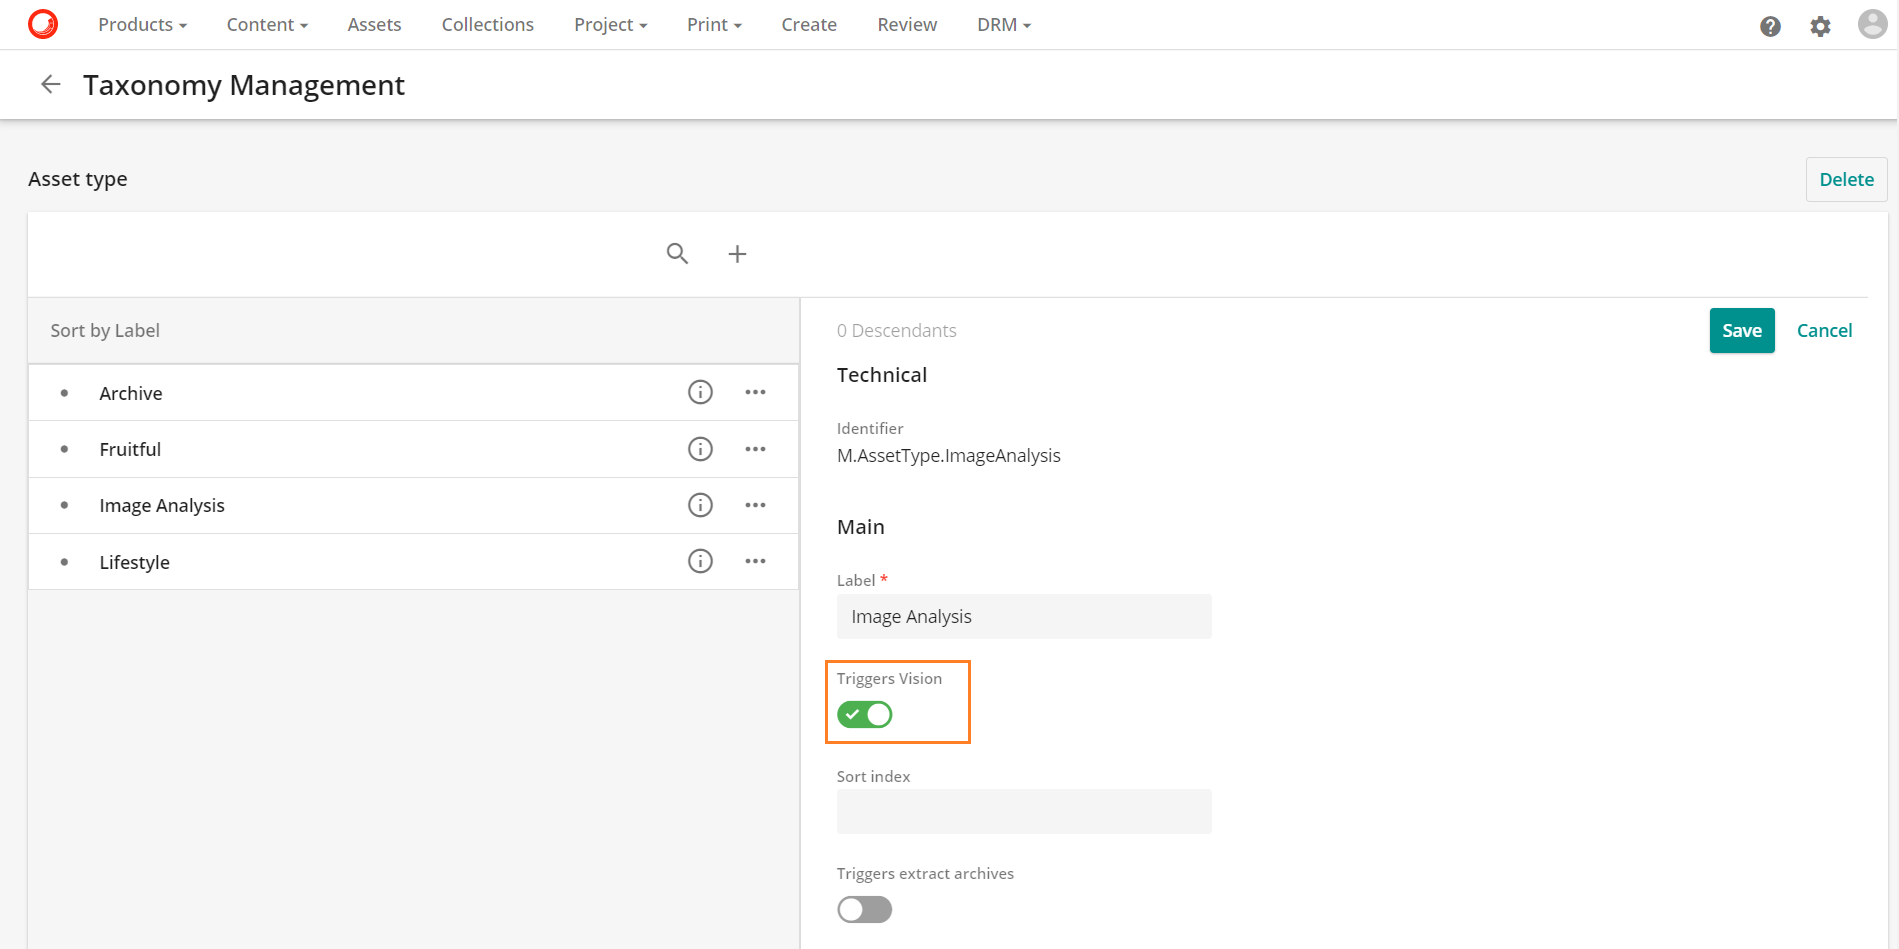 Products Content Assets Collections Project Print Create Review DRM
Taxonomy Management
Asset type
Delete
Sort by Label
Archive
Fruitful
Image Analysis
Lifestyle
0 Descendants
Save Cancel
Technical
Identifier
M.AssetType.ImageAnalysis
Main
Label *
Image Analysis
Triggers Vision
Sort index
Triggers extract archives